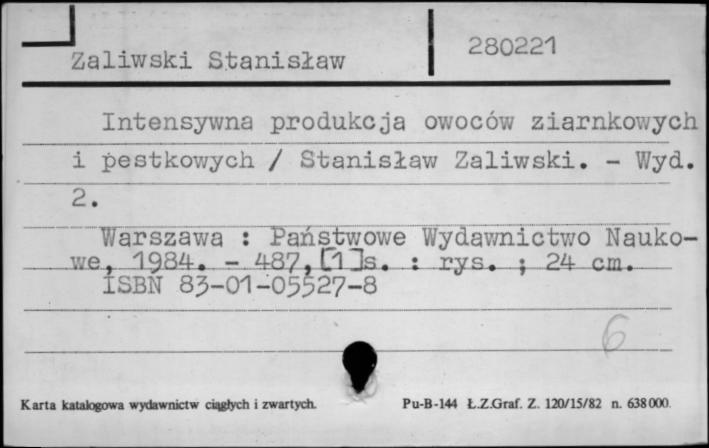 Zaliwski Stanisław
280221
Intensywna produkcja owoców ziarnkowych
i pestkowych / Stanisław Zaliwski. - Wyd.
2.
Warszawa : Państwowe Wydawnictwo Nauko-
we, 1984. - 487,[1]s. : rys. ; 24 cm.
ISBN 83-01-05527-8
6
Karta katalogowa wydawnictw ciągłych i zwartych.
Pu-B-144 Ł.Z.Graf. Z. 120/15/82 n. 638000.